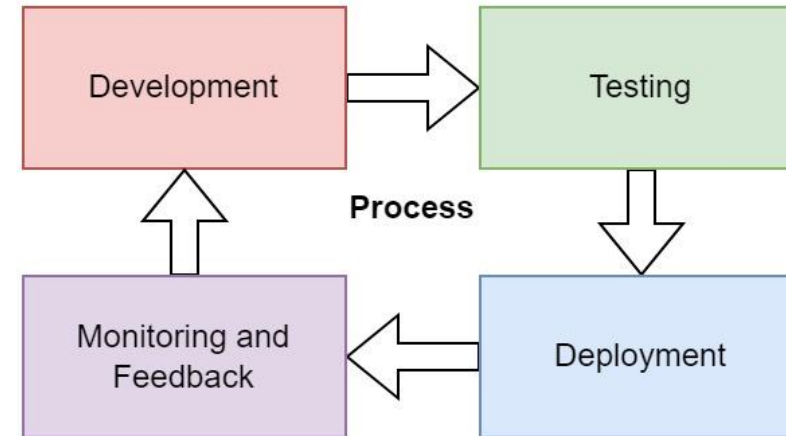 Development
Testing
Process
Monitoring and
Feedback
Deployment